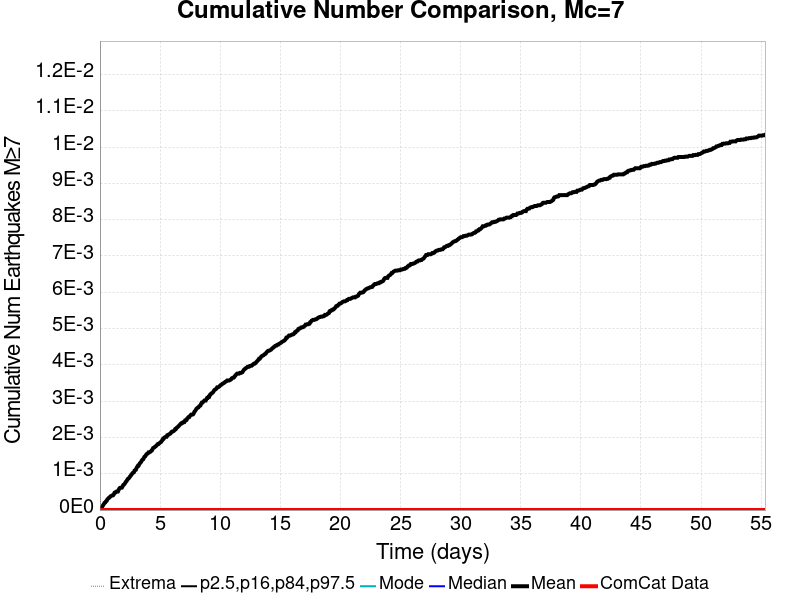 Cumulative Number Comparison, Mc=7
Cumulative Num Earthquakes M≥7
1.2E-2
1.1E-2
1E-2
9E-3
8E-3
7E-3
6E-3
5E-3
4E-3
3E-3
2E-3
1E-3
0E0
0 5 10 15 20 25 30 35 40 45 50 55
Time (days)
Extrema p2.5,p16,p84,p97.5 Mode Median Mean ComCat Data